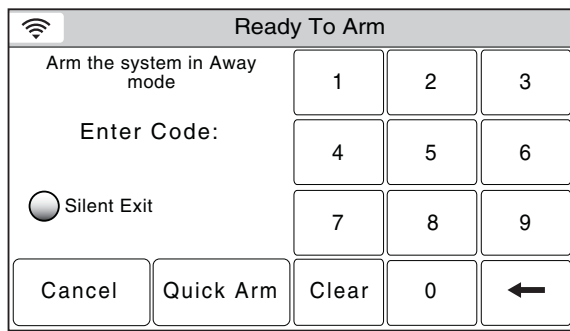 Ready To Arm
Arm the system in Away
mode
Enter Code:
Silent Exit
1 2 3
4 5 6
7 8 9
Cancel Quick Arm Clear 0